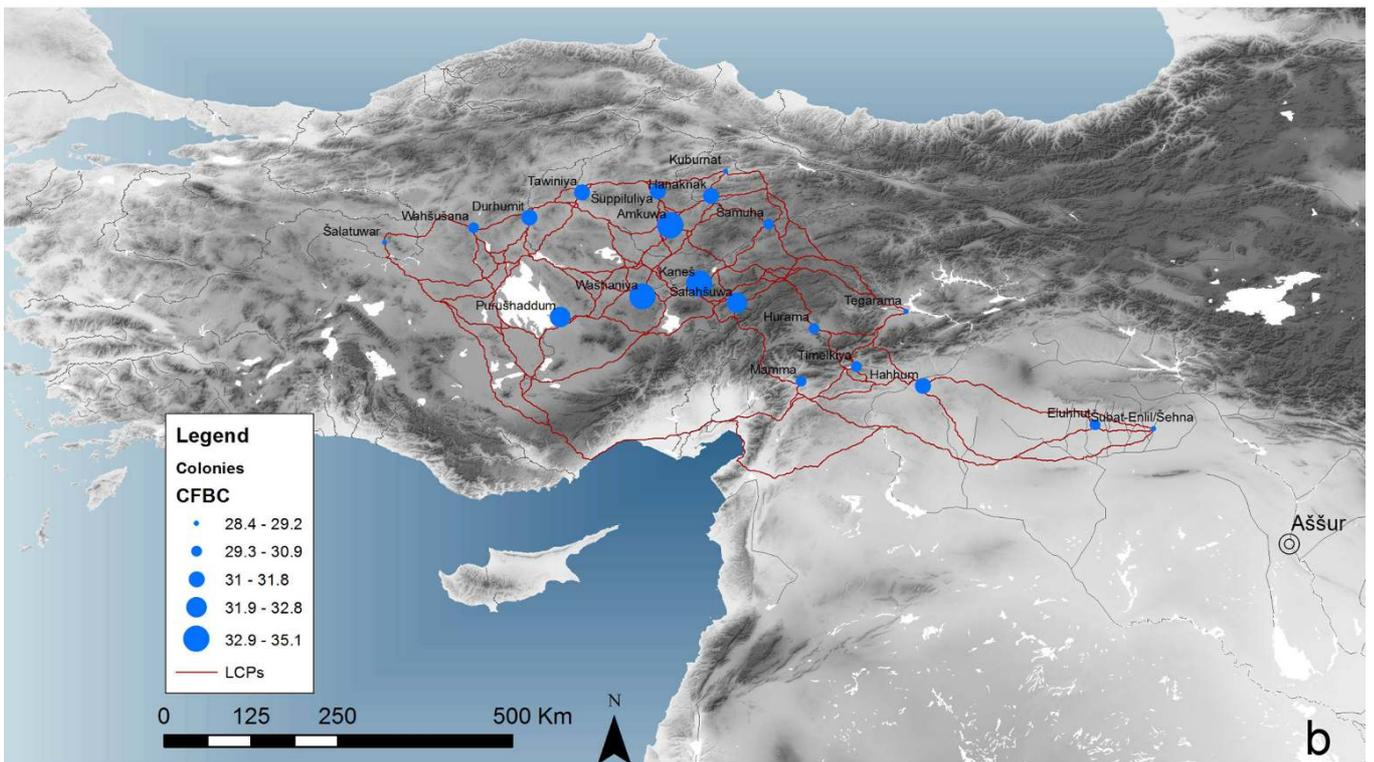 Kuburnat
Tawiniya
Hanaknak
Šuppiluliya
Durhumit
Amkuwa
Šamuha
Wahšušana
Šalatuwar
Kaneš
Wašhaniya
Šalahšuwa
Purušhaddum
Tegarama
Hurama
Timelkiya
Mamma
Hahhum
Eluhhut
Šubat-Enlil/Šehna
Aššur
Legend
Colonies
CFBC
28.4 - 29.2
29.3 - 30.9
31 - 31.8
31.9 - 32.8
32.9 - 35.1
LCPs
0 125 250 500 Km
N
b